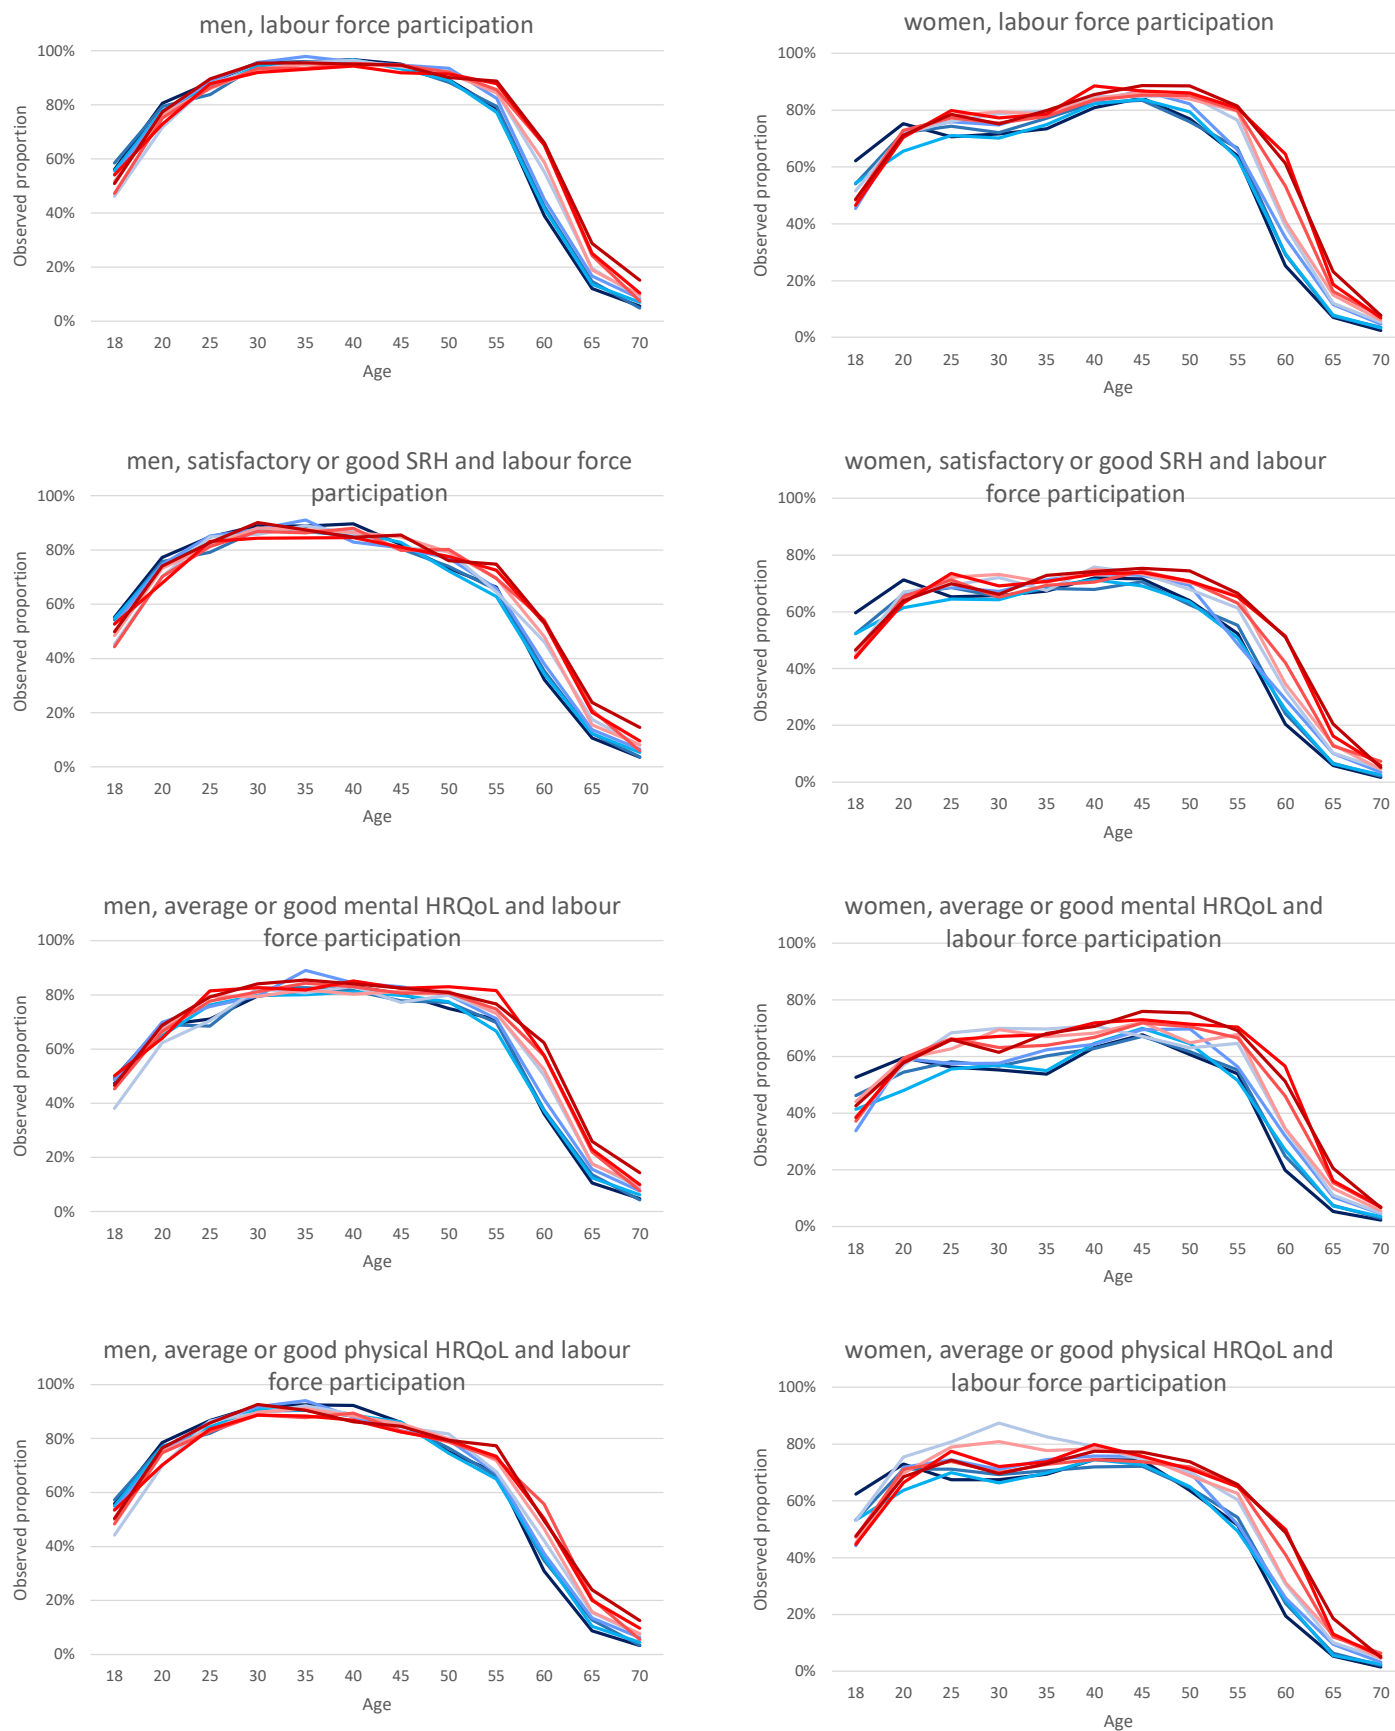 men, labour force participation
100%
80%
60%
40%
20%
0%
Observed proportion
18 20 25 30 35 40 45 50 55 60 65 70
Age
women, labour force participation
100%
80%
60%
40%
20%
0%
Observed proportion
18 20 25 30 35 40 45 50 55 60 65 70
Age
men, satisfactory or good SRH and labour force
participation
100%
80%
60%
40%
20%
0%
Observed proportion
18 20 25 30 35 40 45 50 55 60 65 70
Age
women, satisfactory or good SRH and labour
force participation
100%
80%
60%
40%
20%
0%
Observed proportion
18 20 25 30 35 40 45 50 55 60 65 70
Age
men, average or good mental HRQoL and labour
force participation
100%
80%
60%
40%
20%
0%
Observed proportion
18 20 25 30 35 40 45 50 55 60 65 70
Age
women, average or good mental HRQoL and
labour force participation
100%
80%
60%
40%
20%
0%
Observed proportion
18 20 25 30 35 40 45 50 55 60 65 70
Age
men, average or good physical HRQoL and labour
force participation
100%
80%
60%
40%
20%
0%
Observed proportion
18 20 25 30 35 40 45 50 55 60 65 70
Age
women, average or good physical HRQoL and
labour force participation
100%
80%
60%
40%
20%
0%
Observed proportion
18 20 25 30 35 40 45 50 55 60 65 70
Age